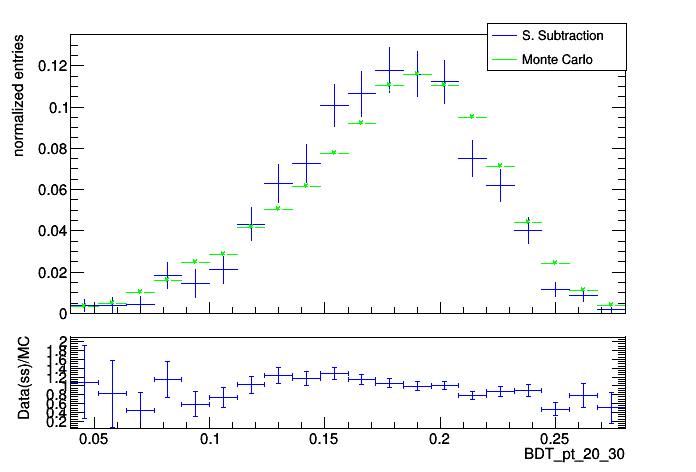 S. Subtraction
Monte Carlo
normalized entries
0.12
0.1
0.08
0.06
0.04
0.02
0
Data(ss)/MC
2
1.8
1.6
1.4
1.2
1
0.8
0.6
0.4
0.2
0.05 0.1 0.15 0.2 0.25
BDT_pt_20_30